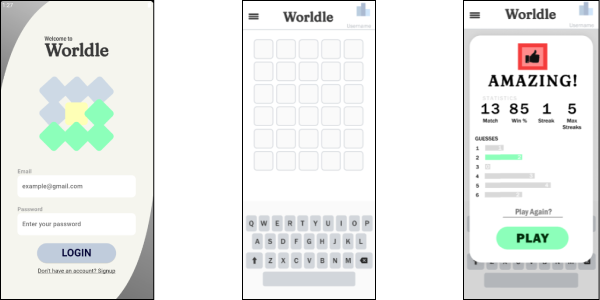 Welcome to
Worldle
Email
example@gmail.com
Password
Enter your password
LOGIN
Don't have an account? Signup
Worldle
Username
Q W E R T Y U I O P
A S D F G H J K L
Z X C V B N M
Worldle
Username
AMAZING!
STATISTICS
13 85 1 5
Match Win % Streak Max
Streaks
GUESSES
1
2
3
4
5
6
Play Again?
PLAY